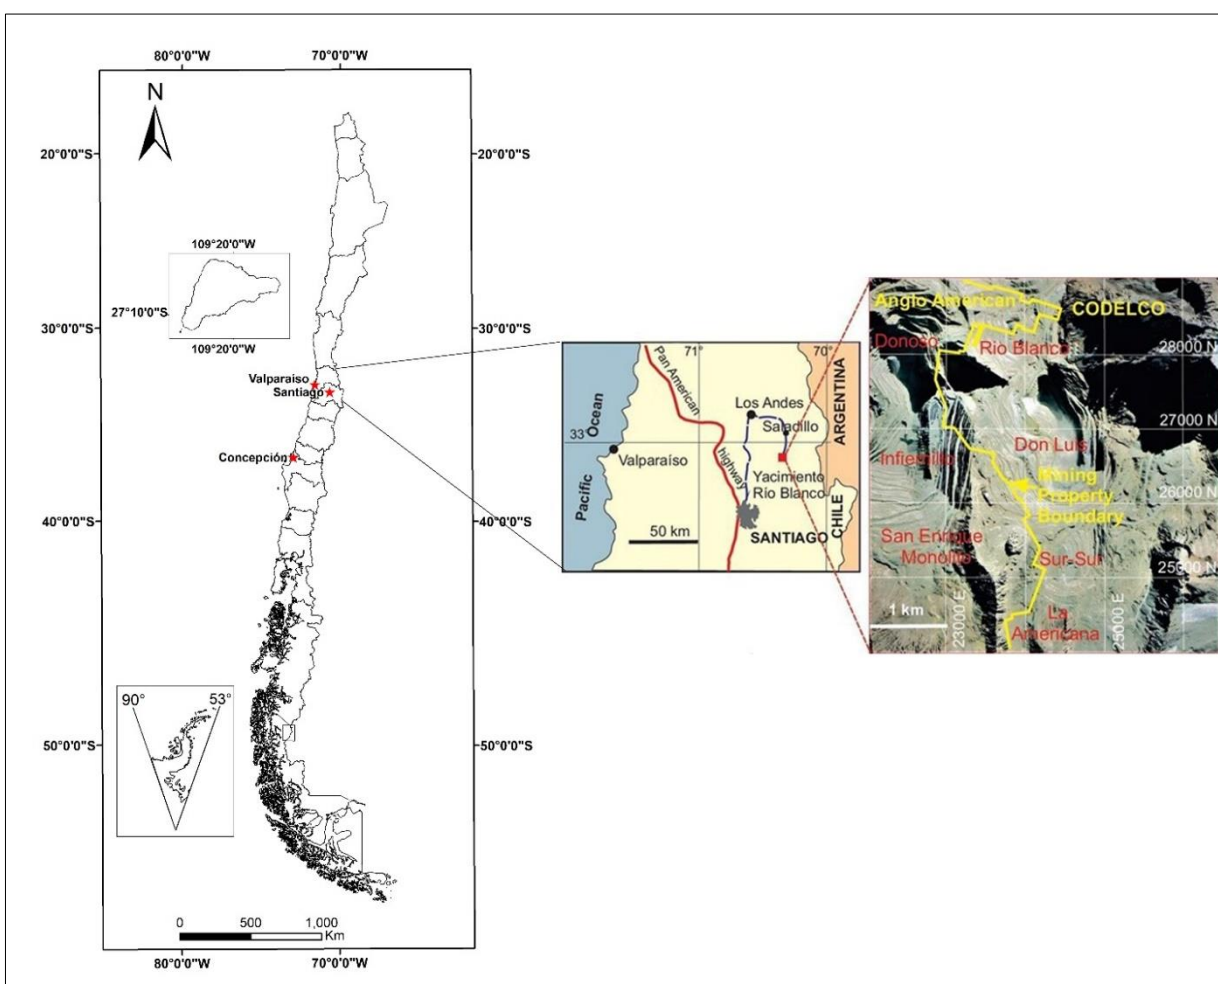 80°0'0"W
70°0'0"W
N
20°0'0"S
20°0'0"S
109°20'0"W
27°10'0"S
109°20'0"W
30°0'0"S
30°0'0"S
Valparaiso
Santiago
Concepción
40°0'0"S
40°0'0"S
90°
53°
50°0'0"S
50°0'0"S
0 500 1,000
Km
80°0'0"W
70°0'0"W
71°
70°
Pan American
highway
Los Andes
Saladillo
ARGENTINA
33°
Pacific Ocean
Valparaíso
Yacimiento
Río Blanco
50 km
SANTIAGO
CHILE
Anglo American
CODELCO
Donoso
Rio Blanco
28000 N
27000 N
Don Luis
Infiernillo
Mining
Property
Boundary
26000 N
San Enrique
Monolito
Sur-Sur
25000 N
1 km
23000 E
La
Americana
25000 E